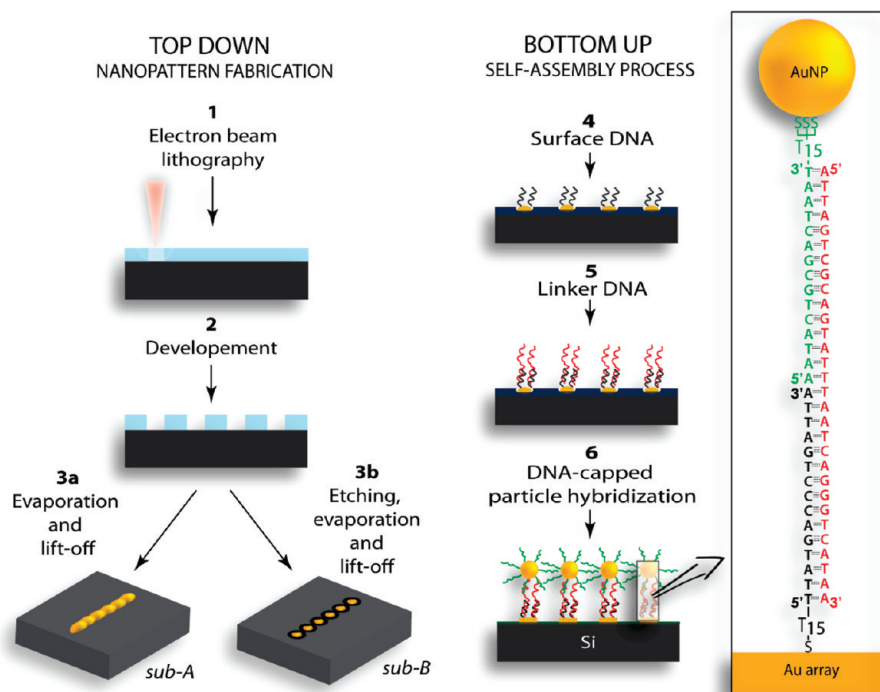 TOP DOWN
NANOPATTERN FABRICATION
1
Electron beam
lithography
2
Developement
3a
Evaporation
and
lift-off
3b
Etching,
evaporation
and
lift-off
sub-A
sub-B
BOTTOM UP
SELF-ASSEMBLY PROCESS
4
Surface DNA
5
Linker DNA
6
DNA-capped
particle hybridization
Si
AuNP
SSS
T15
3' T A 5'
A T
A T
T A
C G
A T
G C
C G
G C
T A
C G
A T
T A
A T
5' A T
3' A T
T A
T A
A T
G C
T A
C G
C G
C G
A T
G C
T A
A T
T A
5' T A 3'
T15
S
Au array